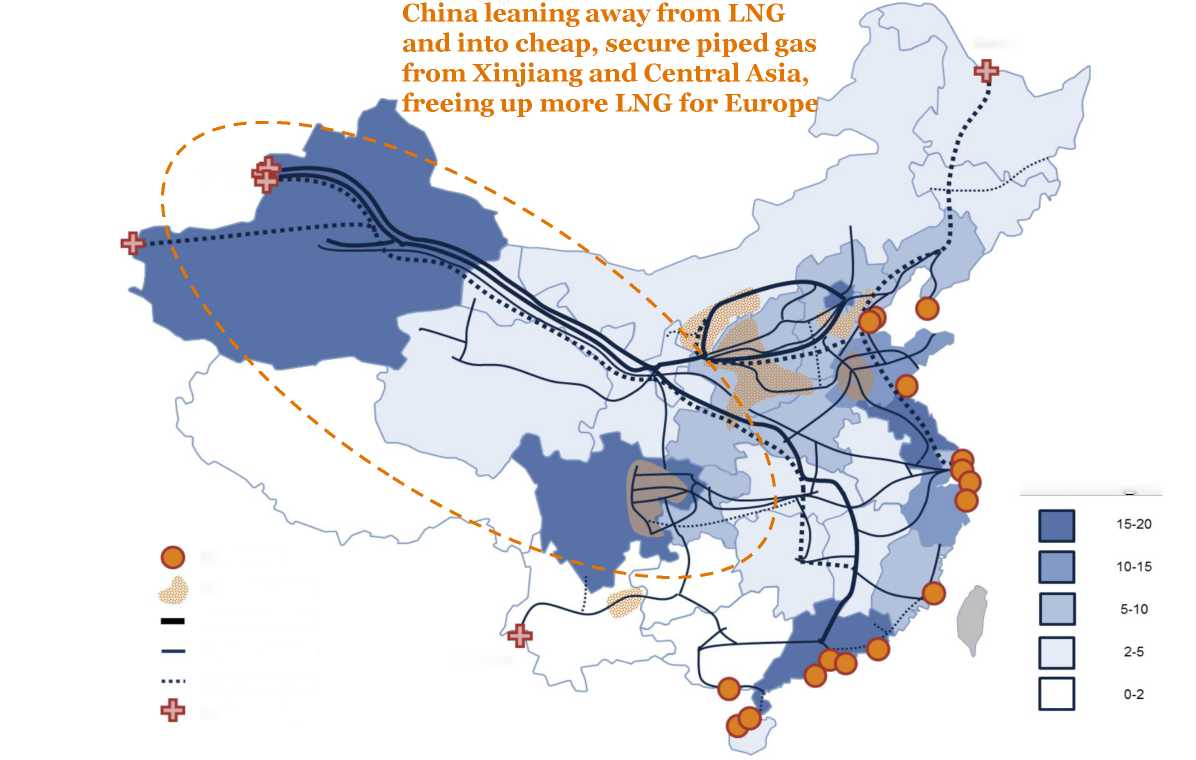 China leaning away from LNG
and into cheap, secure piped gas
from Xinjiang and Central Asia,
freeing up more LNG for Europe
15-20
10-15
5-10
2-5
0-2